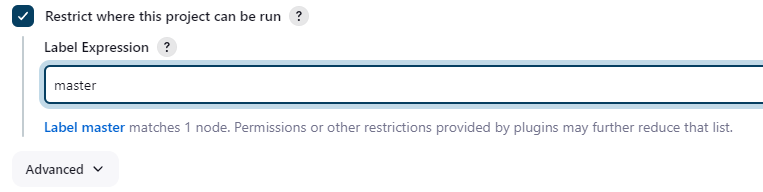 Restrict where this project can be run ?
Label Expression ?
master
Label master matches 1 node. Permissions or other restrictions provided by plugins may further reduce that list.
Advanced